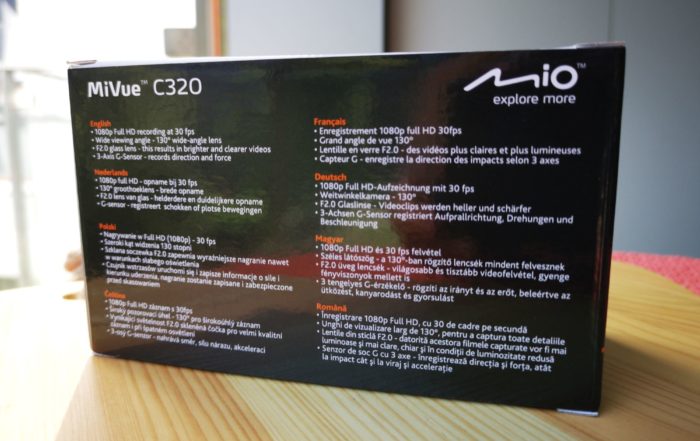 MiVue™ C320
English
• 1080p Full HD recording at 30 fps
• Wide viewing angle - 130° wide-angle lens
• F2.0 glass lens - this results in brighter and clearer videos
• 3-Axis G-Sensor - records direction and force
Nederlands
• 1080p full HD - opname bij 30 fps
• 130° groothoeklens - brede opname
• F2.0 lens van glas - helderdere en duidelijkere opname
• G-sensor - registreert schokken of plotse bewegingen
Polski
• Nagrywanie w Full HD (1080p) - 30 fps
• Szeroki kąt widzenia 130 stopni
• Szklana soczewka F2.0 zapewnia wyraźniejsze nagranie nawet
w warunkach słabego oświetlenia
• Czujnik wstrząsów uruchomi się i zapisze informacje o sile i
kierunku uderzenia, nagranie zostanie zapisane i zabezpieczone
przed skasowaniem
Čeština
• 1080p Full HD záznam s 30fps
• Široký pozorovací úhel - 130° pro širokoúhlý záznam
• Vynikající světelnost F2.0 skleněná čočka pro velmi kvalitní
záznam i při špatném osvětlení
• 3-osý G-senzor - nahrává směr, sílu nárazu, akceleraci
mio™
explore more
Français
• Enregistrement 1080p full HD 30fps
• Grand angle de vue 130°
• Lentille en verre F2.0 - des vidéos plus claires et plus lumineuses
• Capteur G - enregistre la direction des impacts selon 3 axes
Deutsch
• 1080p Full HD-Aufzeichnung mit 30 fps
• Weitwinkelkamera - 130°
• F2.0 Glaslinse - Videoclips werden heller und schärfer
• 3-Achsen G-Sensor registriert Aufprallrichtung, Drehungen und
Beschleunigung
Magyar
• 1080p Full HD és 30 fps felvétel
• Széles látószög - a 130°-ban rögzítő lencsék mindent felvesznek
• F2.0 üveg lencsék - világosabb és tisztább videofelvétel, gyenge
fényviszonyok mellett is
• 3 tengelyes G-érzékelő - rögzíti az irányt és az erőt, beleértve az
ütközést, kanyarodást és gyorsulást
Română
• Înregistrare 1080p Full HD, cu 30 de cadre pe secundă
• Unghi de vizualizare larg de 130°, pentru a captura toate detaliile
• Lentile din sticlă F2.0 - datorită acestora filmele capturate vor fi mai
luminoase și mai clare, chiar și în condiții de luminozitate redusă
• Senzor de șoc G cu 3 axe - înregistrează direcția și forța, atât
la impact cât și la viraj și accelerație